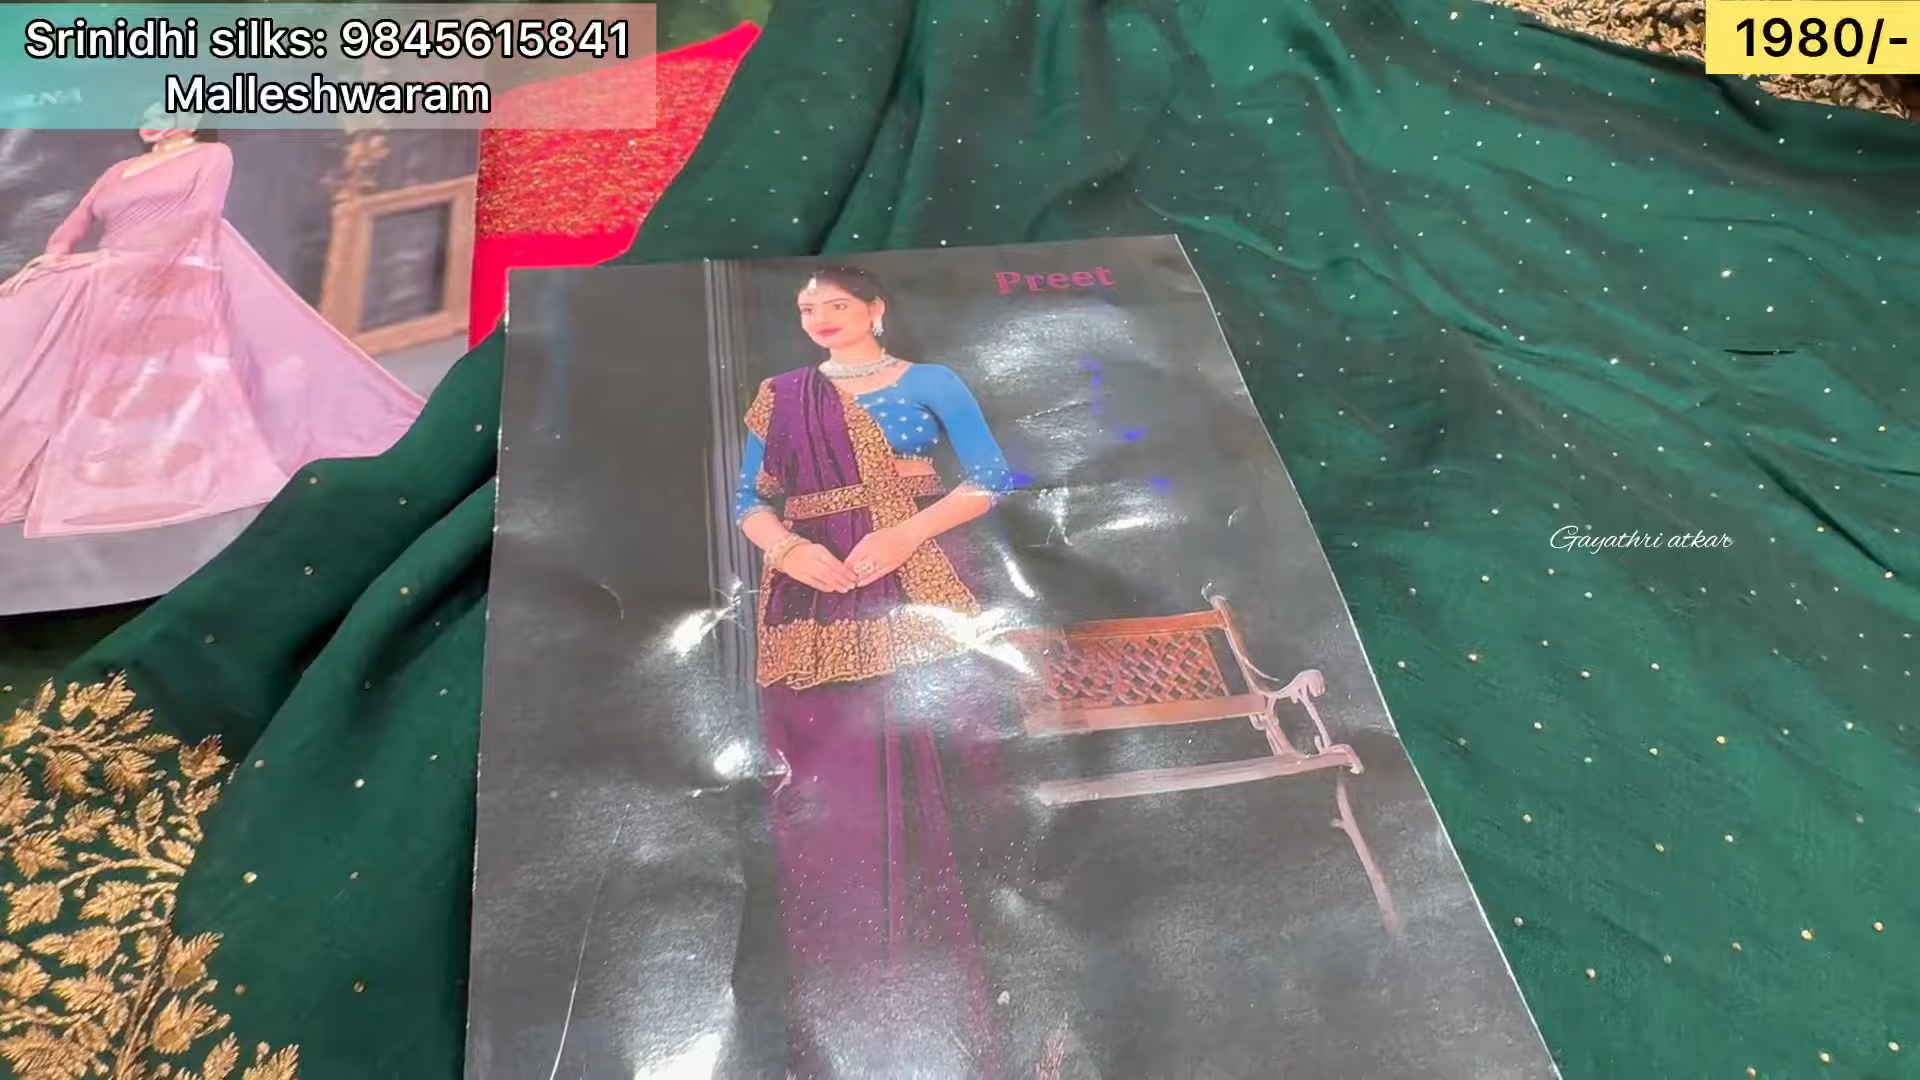 Srinidhi silks: 9845615841
Malleshwaram
1980/-
Preet
Gayathri atkar